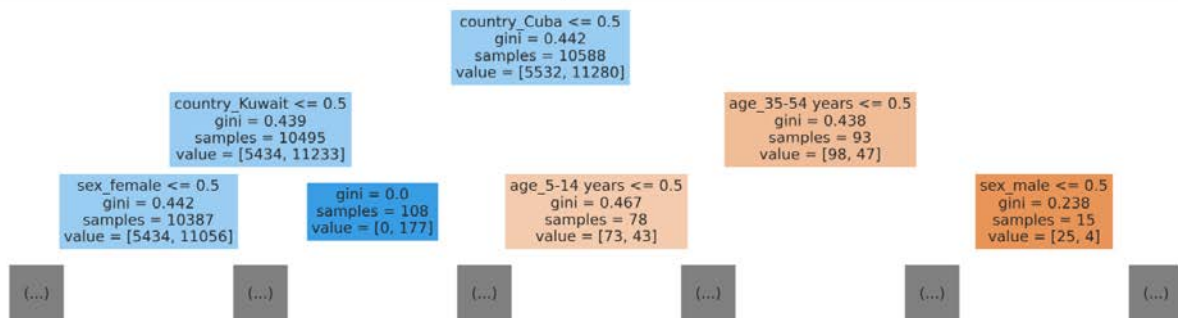 country_Cuba <= 0.5
gini = 0.442
samples = 10588
value = [5532, 11280]
country_Kuwait <= 0.5
gini = 0.439
samples = 10495
value = [5434, 11233]
age_35-54 years <= 0.5
gini = 0.438
samples = 93
value = [98, 47]
sex_female <= 0.5
gini = 0.442
samples = 10387
value = [5434, 11056]
gini = 0.0
samples = 108
value = [0, 177]
age_5-14 years <= 0.5
gini = 0.467
samples = 78
value = [73, 43]
sex_male <= 0.5
gini = 0.238
samples = 15
value = [25, 4]
(...)
(...)
(...)
(...)
(...)
(...)